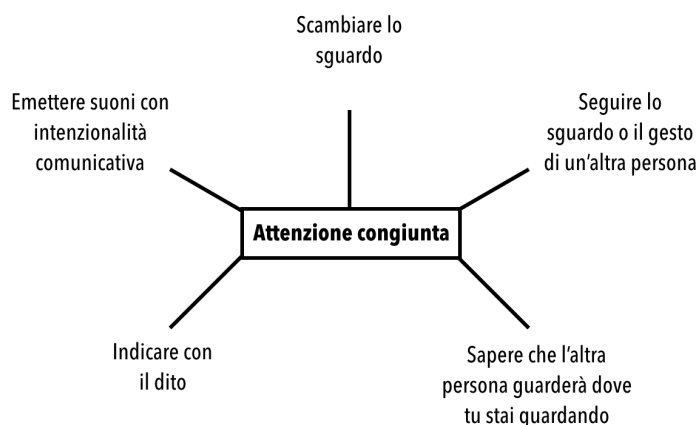 Scambiare lo
sguardo
Emettere suoni con
intenzionalità
comunicativa
Seguire lo
sguardo o il gesto
di un'altra persona
Attenzione congiunta
Indicare con
il dito
Sapere che l'altra
persona guarderà dove
tu stai guardando